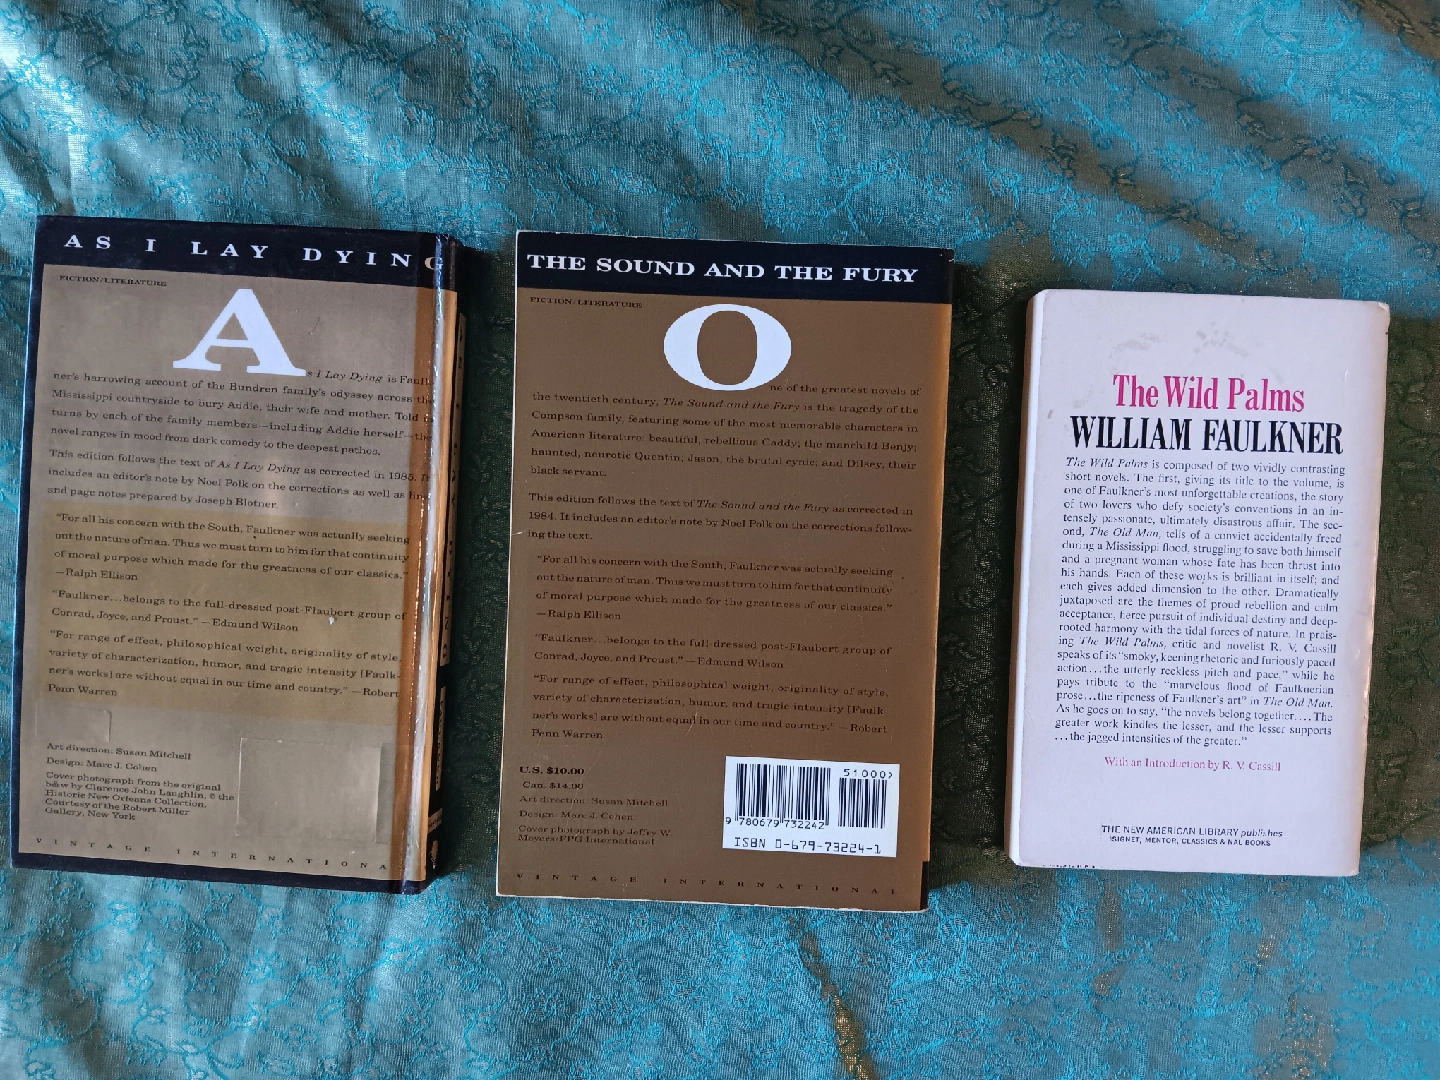 AS I LAY DYING
FICTION/LITERATURE
As I Lay Dying is Faulk-
ner's harrowing account of the Bundren family's odyssey across the
Mississippi countryside to bury Addie, their wife and mother. Told in
turns by each of the family members—including Addie herself—the
novel ranges in mood from dark comedy to the deepest pathos.
This edition follows the text of As I Lay Dying as corrected in 1985. It
includes an editor's note by Noel Polk on the corrections as well as line
and page notes prepared by Joseph Blotner.
"For all his concern with the South, Faulkner was actually seeking
out the nature of man. Thus we must turn to him for that continuity
of moral purpose which made for the greatness of our classics."
—Ralph Ellison
"Faulkner...belongs to the full-dressed post-Flaubert group of
Conrad, Joyce, and Proust." —Edmund Wilson
"For range of effect, philosophical weight, originality of style,
variety of characterization, humor, and tragic intensity [Faulk-
ner's works] are without equal in our time and country." —Robert
Penn Warren
Art direction: Susan Mitchell
Design: Marc J. Cohen
Cover photograph from the original
b&w by Clarence John Laughlin, © the
Historic New Orleans Collection.
Courtesy of the Robert Miller
Gallery, New York
VINTAGE INTERNATIONA
THE SOUND AND THE FURY
FICTION/LITERATURE
One of the greatest novels of
the twentieth century, The Sound and the Fury is the tragedy of the
Compson family, featuring some of the most memorable characters in
American literature: beautiful, rebellious Caddy; the manchild Benjy;
haunted, neurotic Quentin; Jason, the brutal cynic; and Dilsey, their
black servant.
This edition follows the text of The Sound and the Fury as corrected in
1984. It includes an editor's note by Noel Polk on the corrections follow-
ing the text.
"For all his concern with the South, Faulkner was actually seeking
out the nature of man. Thus we must turn to him for that continuity
of moral purpose which made for the greatness of our classics."
—Ralph Ellison
"Faulkner...belongs to the full-dressed post-Flaubert group of
Conrad, Joyce, and Proust." —Edmund Wilson
"For range of effect, philosophical weight, originality of style,
variety of characterization, humor, and tragic intensity [Faulk-
ner's works] are without equal in our time and country." —Robert
Penn Warren
U.S. $10.00
Can. $14.00
Art direction: Susan Mitchell
Design: Marc J. Cohen
Cover photograph by Jeffry W.
Meyers/FPG International
51000>
9 780679 732242
ISBN 0-679-73224-1
VINTAGE INTERNATIONAL
The Wild Palms
WILLIAM FAULKNER
The Wild Palms is composed of two vividly contrasting
short novels. The first, giving its title to the volume, is
one of Faulkner's most unforgettable creations, the story
of two lovers who defy society's conventions in an in-
tensely passionate, ultimately disastrous affair. The sec-
ond, The Old Man, tells of a convict accidentally freed
during a Mississippi flood, struggling to save both himself
and a pregnant woman whose fate has been thrust into
his hands. Each of these works is brilliant in itself; and
each gives added dimension to the other. Dramatically
juxtaposed are the themes of proud rebellion and calm
acceptance, fierce pursuit of individual destiny and deep-
rooted harmony with the tidal forces of nature. In prais-
ing The Wild Palms, critic and novelist R. V. Cassill
speaks of its "smoky, keening rhetoric and furiously paced
action...the utterly reckless pitch and pace," while he
pays tribute to the "marvelous flood of Faulknerian
prose...the ripeness of Faulkner's art" in The Old Man.
As he goes on to say, "the novels belong together.... The
greater work kindles the lesser, and the lesser supports
...the jagged intensities of the greater."
With an Introduction by R. V. Cassill
THE NEW AMERICAN LIBRARY publishes
SIGNET, MENTOR, CLASSICS & NAL BOOKS